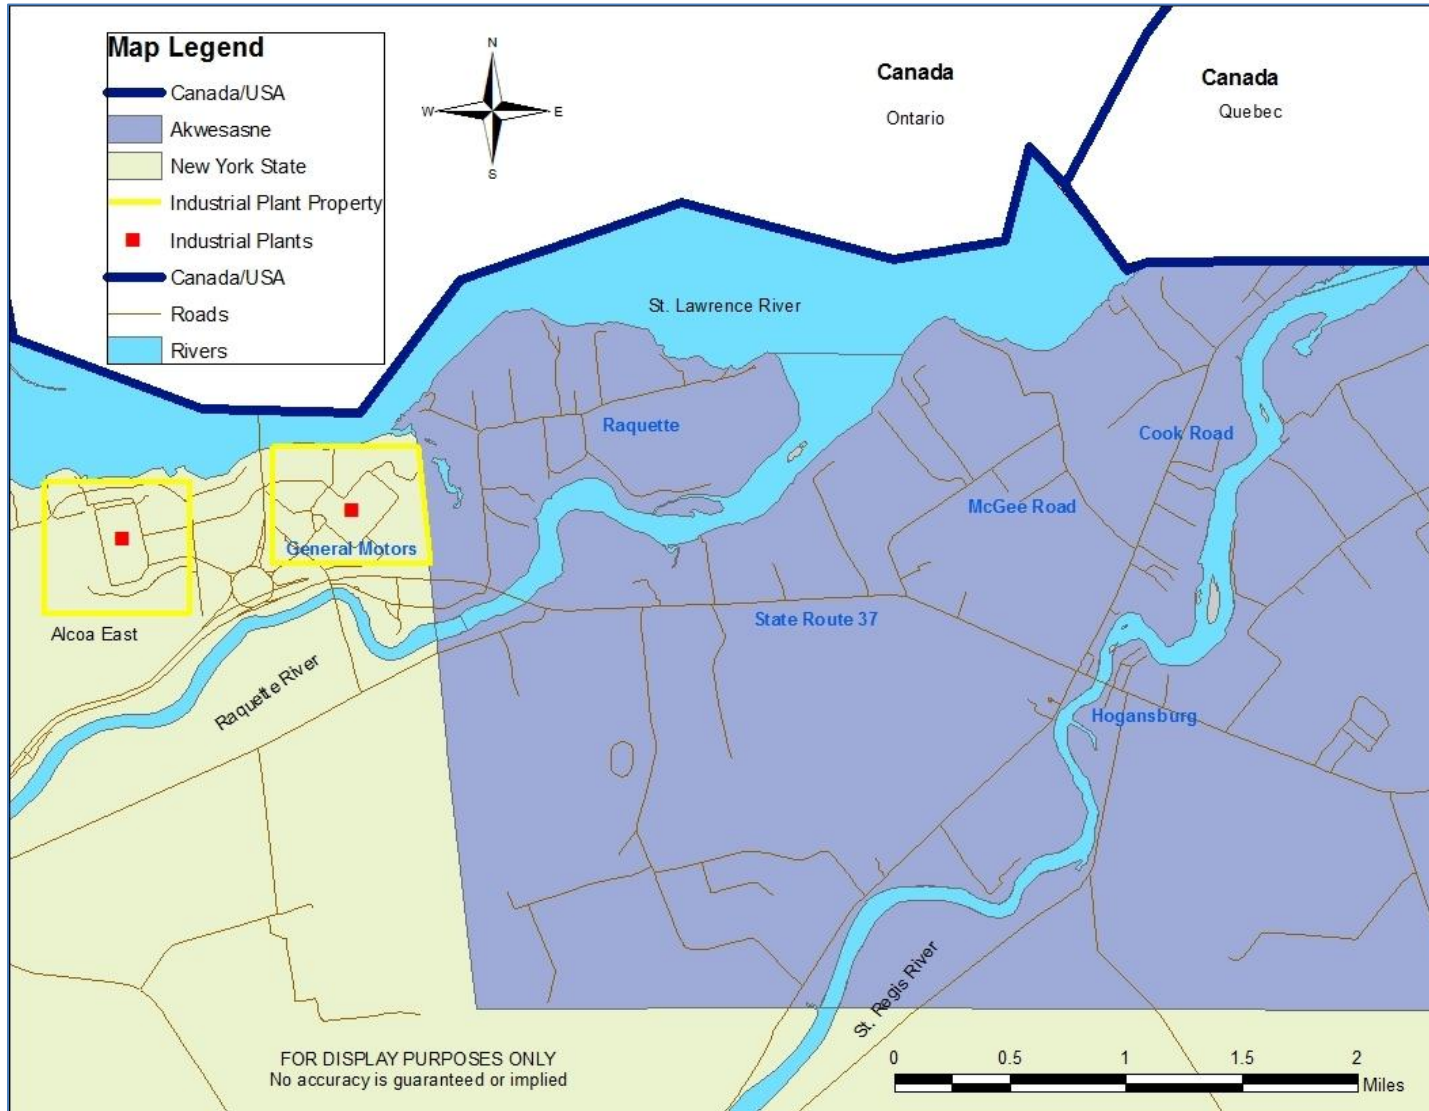 Map Legend
Canada/USA
Akwesasne
New York State
Industrial Plant Property
Industrial Plants
Canada/USA
Roads
Rivers
N
W
E
S
Canada
Ontario
Canada
Quebec
St. Lawrence River
Raquette
Cook Road
McGee Road
General Motors
State Route 37
Alcoa East
Raquette River
Hogansburg
St. Regis River
FOR DISPLAY PURPOSES ONLY
No accuracy is guaranteed or implied
0 0.5 1 1.5 2
Miles